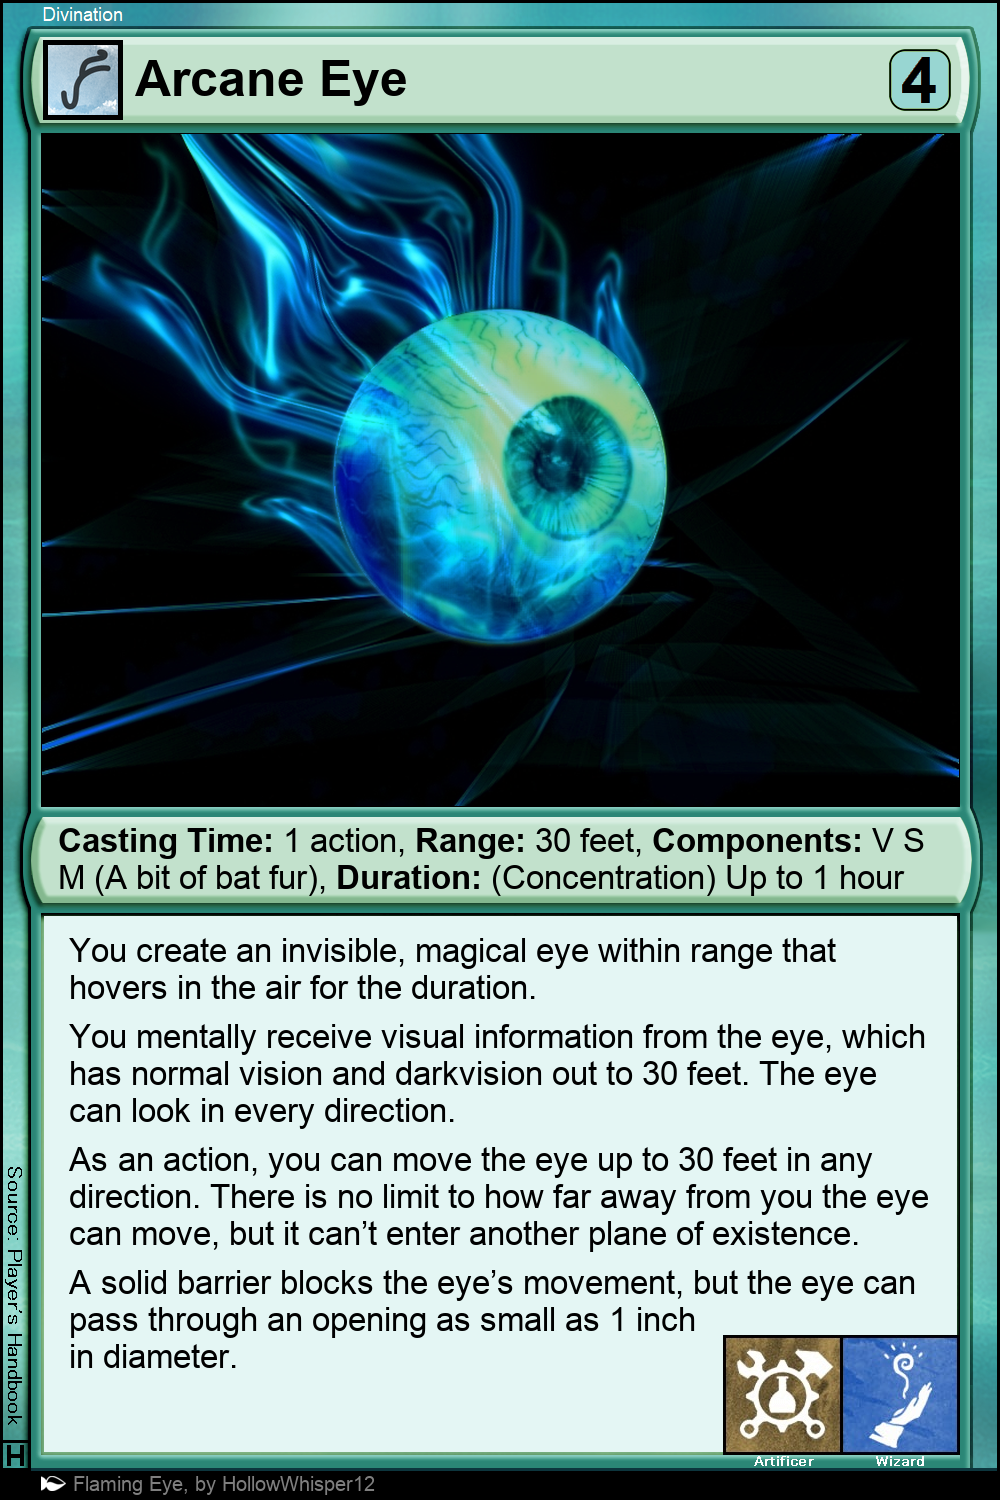 Divination
Arcane Eye
4
Casting Time: 1 action, Range: 30 feet, Components: V S
M (A bit of bat fur), Duration: (Concentration) Up to 1 hour
You create an invisible, magical eye within range that
hovers in the air for the duration.
You mentally receive visual information from the eye, which
has normal vision and darkvision out to 30 feet. The eye
can look in every direction.
As an action, you can move the eye up to 30 feet in any
direction. There is no limit to how far away from you the eye
can move, but it can’t enter another plane of existence.
A solid barrier blocks the eye’s movement, but the eye can
pass through an opening as small as 1 inch
in diameter.
Artificer
Wizard
Source: Player's Handbook
H
Flaming Eye, by HollowWhisper12